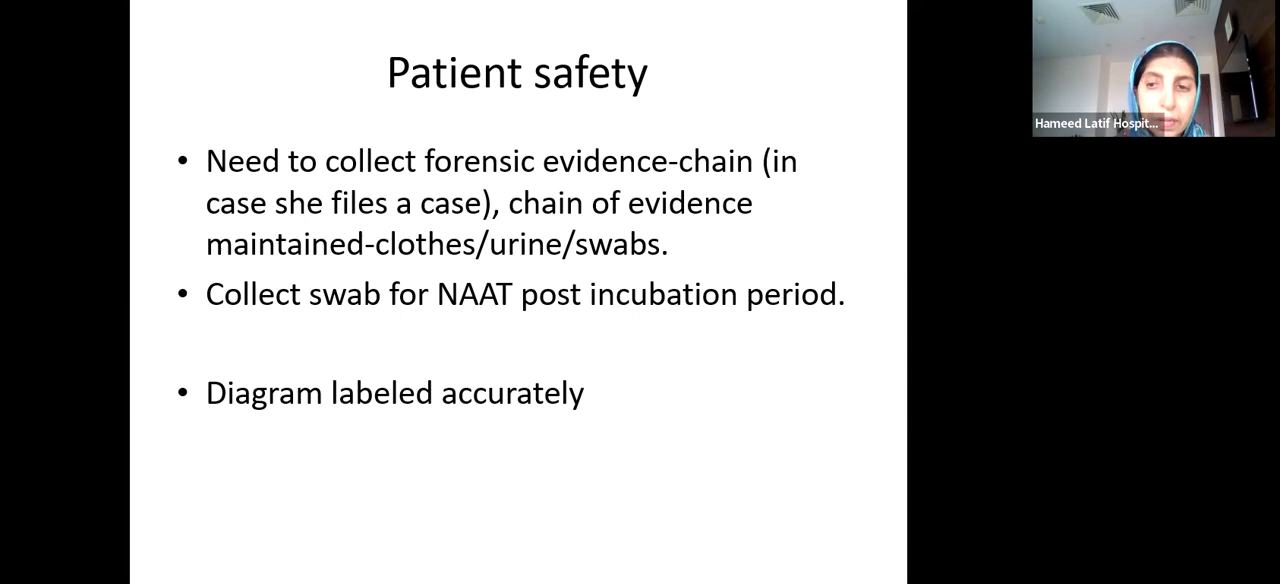 Patient safety
• Need to collect forensic evidence-chain (in
case she files a case), chain of evidence
maintained-clothes/urine/swabs.
• Collect swab for NAAT post incubation period.
• Diagram labeled accurately
Hameed Latif Hospit...